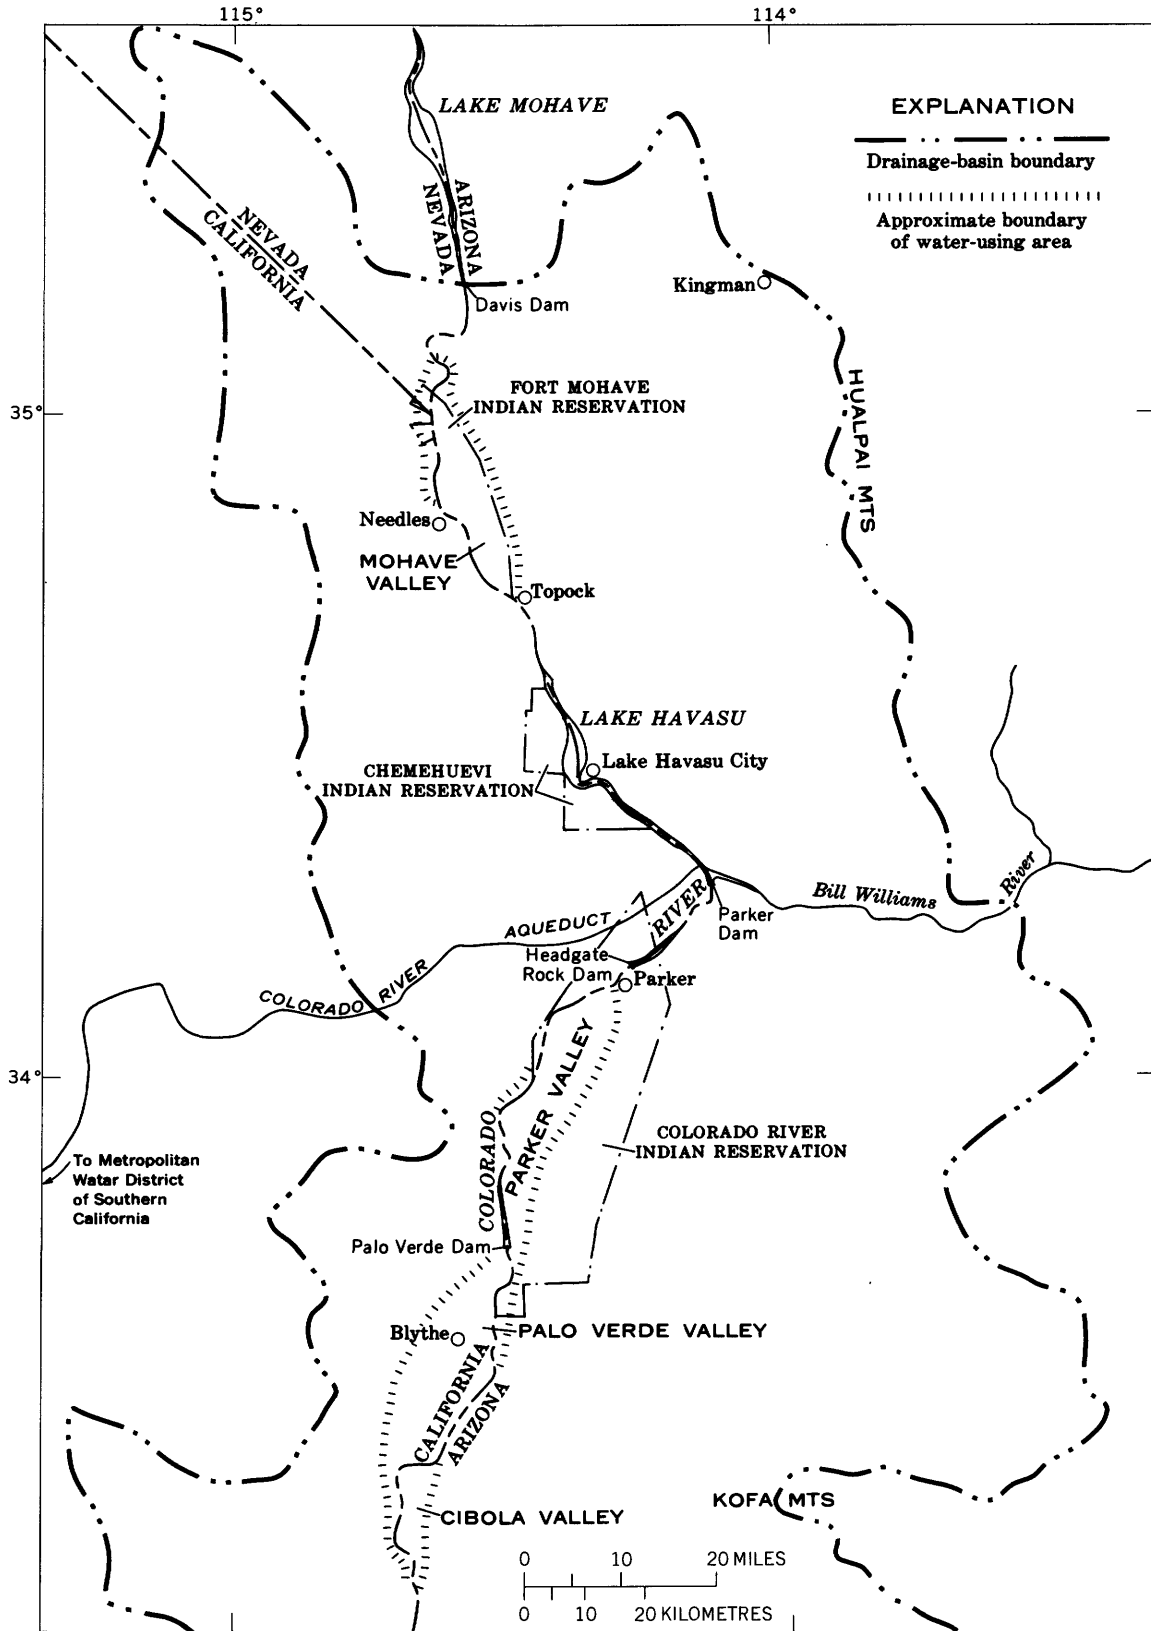 115°
114°
LAKE MOHAVE
EXPLANATION
Drainage-basin boundary
Approximate boundary
of water-using area
NEVADA
CALIFORNIA
NEVADA
ARIZONA
Kingman
Davis Dam
35°
FORT MOHAVE
INDIAN RESERVATION
HUALPAI MTS
Needles
MOHAVE
VALLEY
Topock
LAKE HAVASU
Lake Havasu City
CHEMEHUEVI
INDIAN RESERVATION
Bill Williams
River
RIVER
Parker
Dam
AQUEDUCT
Headgate
Rock Dam
Parker
COLORADO RIVER
34°
PARKER VALLEY
COLORADO
COLORADO RIVER
INDIAN RESERVATION
To Metropolitan
Watar District
of Southern
California
Palo Verde Dam
Blythe
PALO VERDE VALLEY
CALIFORNIA
ARIZONA
KOFA MTS
CIBOLA VALLEY
0 10 20 MILES
0 10 20 KILOMETRES